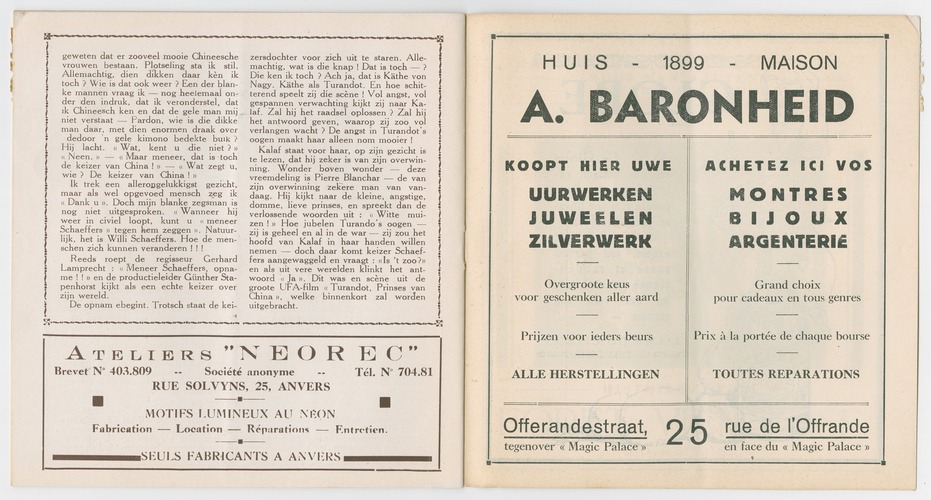 geweten dat er zooveel mooie Chineesche
vrouwen bestaan. Plotseling sta ik stil.
Allemachtig, dien dikken daar kèn ik
toch ? Wie is dat ook weer ? Een der blan-
ke mannen vraag ik — nog heelemaal on-
der den indruk, dat ik veronderstel, dat
ik Chineesch ken en dat de gele man mij
niet verstaat — Pardon, wie is die dikke
man daar, met dien enormen draak over
dedoor 'n gele kimono bedekte buik ?
Hij lacht. « Wat, kent u die niet ? »
« Neen. » — « Maar meneer, dat is toch
de keizer van China ! » — « Wat zegt u,
wie ? De keizer van China ! »
Ik trek een alleronggelukkigst gezicht,
maar als wel opgevoed mensch zeg ik
« Dank u ». Doch mijn blanke zegsman is
nog niet uitgesproken. « Wanneer hij
weer in civiel loopt, kunt u « meneer
Schaeffers » tegen hem zeggen ». Natuur-
lijk, het is Willi Schaeffers. Hoe de men-
schen zich kunnen veranderen ! ! !
Reeds roept de regisseur Gerhard
Lamprecht : « Meneer Schaeffers, opna-
me ! ! » en de productieleider Günther Sta-
penhorst kijkt als een echte keizer over
zijn wereld.
De opnam ebegint. Trotsch staat de kei-
zersdochter voor zich uit te staren. Alle-
machtig, wat is die knap ! Dat is toch — ?
Die ken ik toch ? Ach ja, dat is Käthe von
Nagy. Käthe als Turandot. En hoe schit-
terend speelt zij die scène ! Vol angst, vol
gespannen verwachting kijkt zij naar Ka-
laf. Zal hij het raadsel oplossen ? Zal hij
het antwoord geven, waarop zij zoo vol
verlangen wacht ? De angst in Turandot's
oogen maakt haar alleen nom mooier !
Kalaf staat voor haar, op zijn gezicht is
te lezen, dat hij zeker is van zijn overwin-
ning. Wonder boven wonder — deze
vreemdeling is Pierre Blanchar — de van
zijn overwinning zekere man van van-
daag. Hij kijkt naar de kleine, angstige,
domme, lieve prinses, en spreekt dan de
verlossende woorden uit : « Witte mui-
zen ! » Hoe jubelen Turando's oogen —
zij is geheel en al in de war — zij zou het
hoofd van Kalaf in haar handen willen
nemen — doch daar komt keizer Schaef-
fers aangewaggeld en vraagt : « Is 't zoo? »
en als uit vere werelden klinkt het ant-
woord « Ja ». Dit was en scène uit de
groote UFA-film « Turandot, Prinses van
China », welke binnenkort zal worden
uitgebracht.
ATELIERS "NEOREC"
Brevet N° 403.809 -- Société anonyme -- Tél. N° 704.81
RUE SOLVYNS, 25, ANVERS
MOTIFS LUMINEUX AU NÉON
Fabrication — Location — Réparations — Entretien.
SEULS FABRICANTS A ANVERS
HUIS - 1899 - MAISON
A. BARONHEID
KOOPT HIER UWE
UURWERKEN
JUWEELEN
ZILVERWERK
Overgroote keus
voor geschenken aller aard
Prijzen voor ieders beurs
ALLE HERSTELLINGEN
ACHETEZ ICI VOS
MONTRES
BIJOUX
ARGENTERIE
Grand choix
pour cadeaux en tous genres
Prix à la portée de chaque bourse
TOUTES REPARATIONS
Offerandestraat, 25 rue de l'Offrande
tegenover « Magic Palace » en face du « Magic Palace »